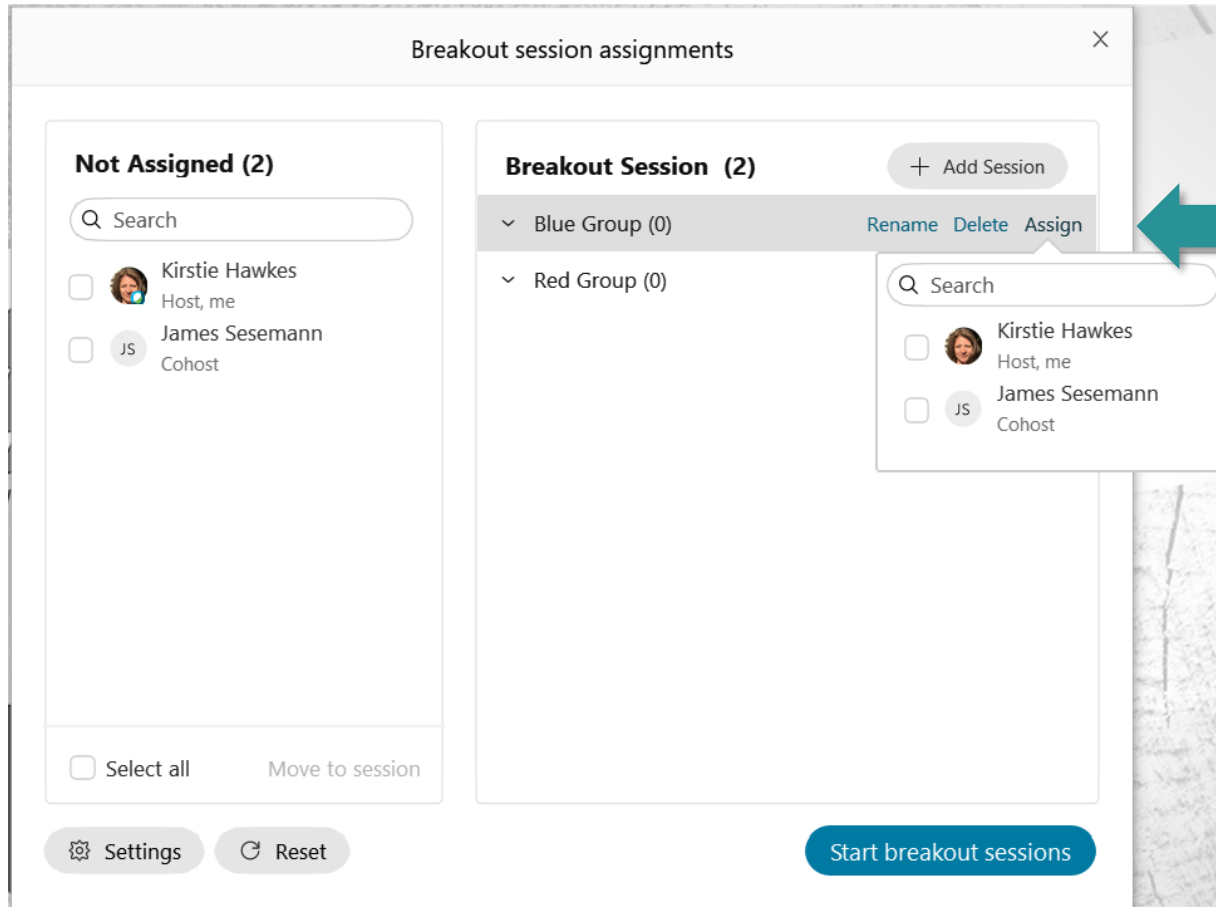 Breakout session assignments
Not Assigned (2)
Search
Kirstie Hawkes
Host, me
JS
James Sesemann
Cohost
Select all
Move to session
Breakout Session (2)
+ Add Session
Blue Group (0)
Rename Delete Assign
Red Group (0)
Search
Kirstie Hawkes
Host, me
JS
James Sesemann
Cohost
Settings
Reset
Start breakout sessions